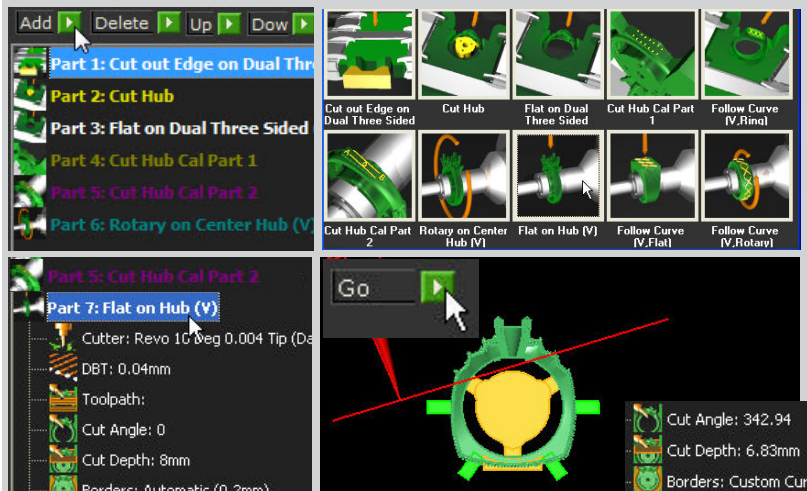 Add Delete Up Dow
Part 1: Cut out Edge on Dual Thr
Part 2: Cut Hub
Part 3: Flat on Dual Three Sided
Part 4: Cut Hub Cal Part 1
Part 5: Cut Hub Cal Part 2
Part 6: Rotary on Center Hub (V)
Cut out Edge on
Dual Three Sided
Cut Hub
Flat on Dual
Three Sided
Cut Hub Cal Part
1
Follow Curve
(V,Ring)
Cut Hub Cal Part
2
Rotary on Center
Hub (V)
Flat on Hub (V)
Follow Curve
(V,Flat)
Follow Curve
(V,Rotary)
Part 5: Cut Hub Cal Part 2
Part 7: Flat on Hub (V)
Cutter: Revo 10 Deg 0.004 Tip (Da
DBT: 0.04mm
Toolpath:
Cut Angle: 0
Cut Depth: 8mm
Borders: Automatic (0.2mm)
Go
Cut Angle: 342.94
Cut Depth: 6.83mm
Borders: Custom Cur